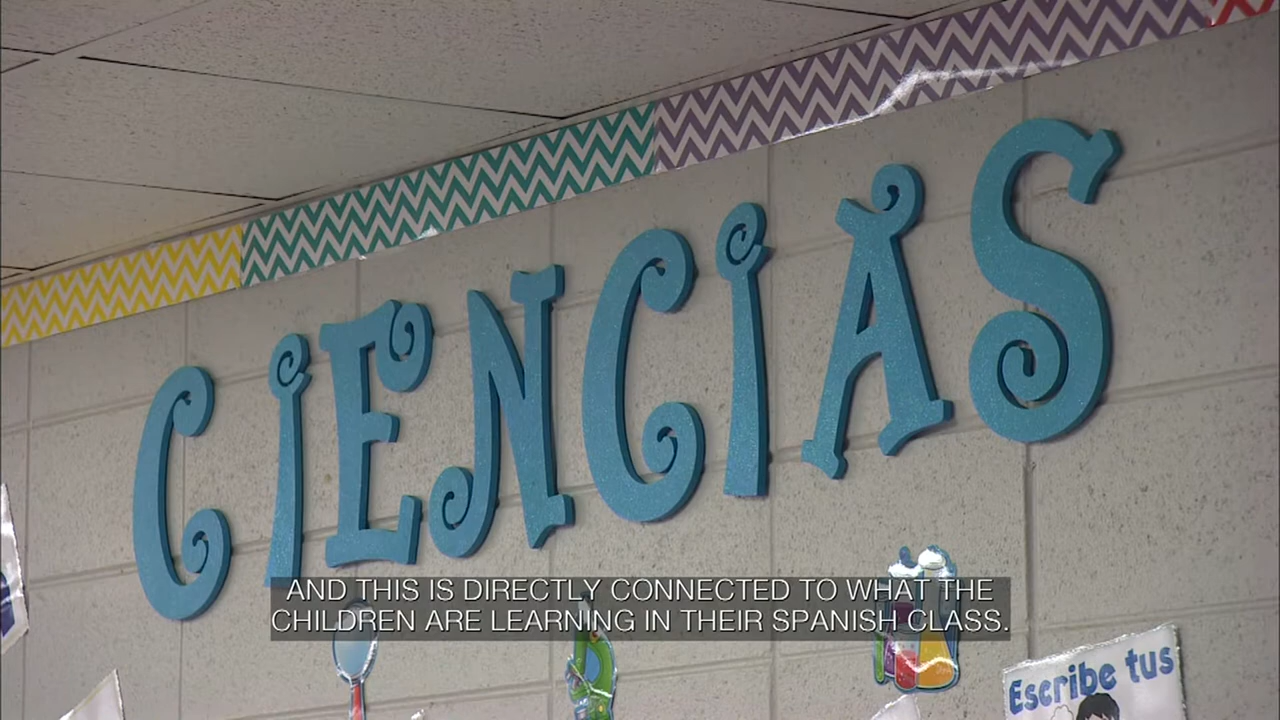 CIENCIAS
AND THIS IS DIRECTLY CONNECTED TO WHAT THE
CHILDREN ARE LEARNING IN THEIR SPANISH CLASS.
Escribe tus